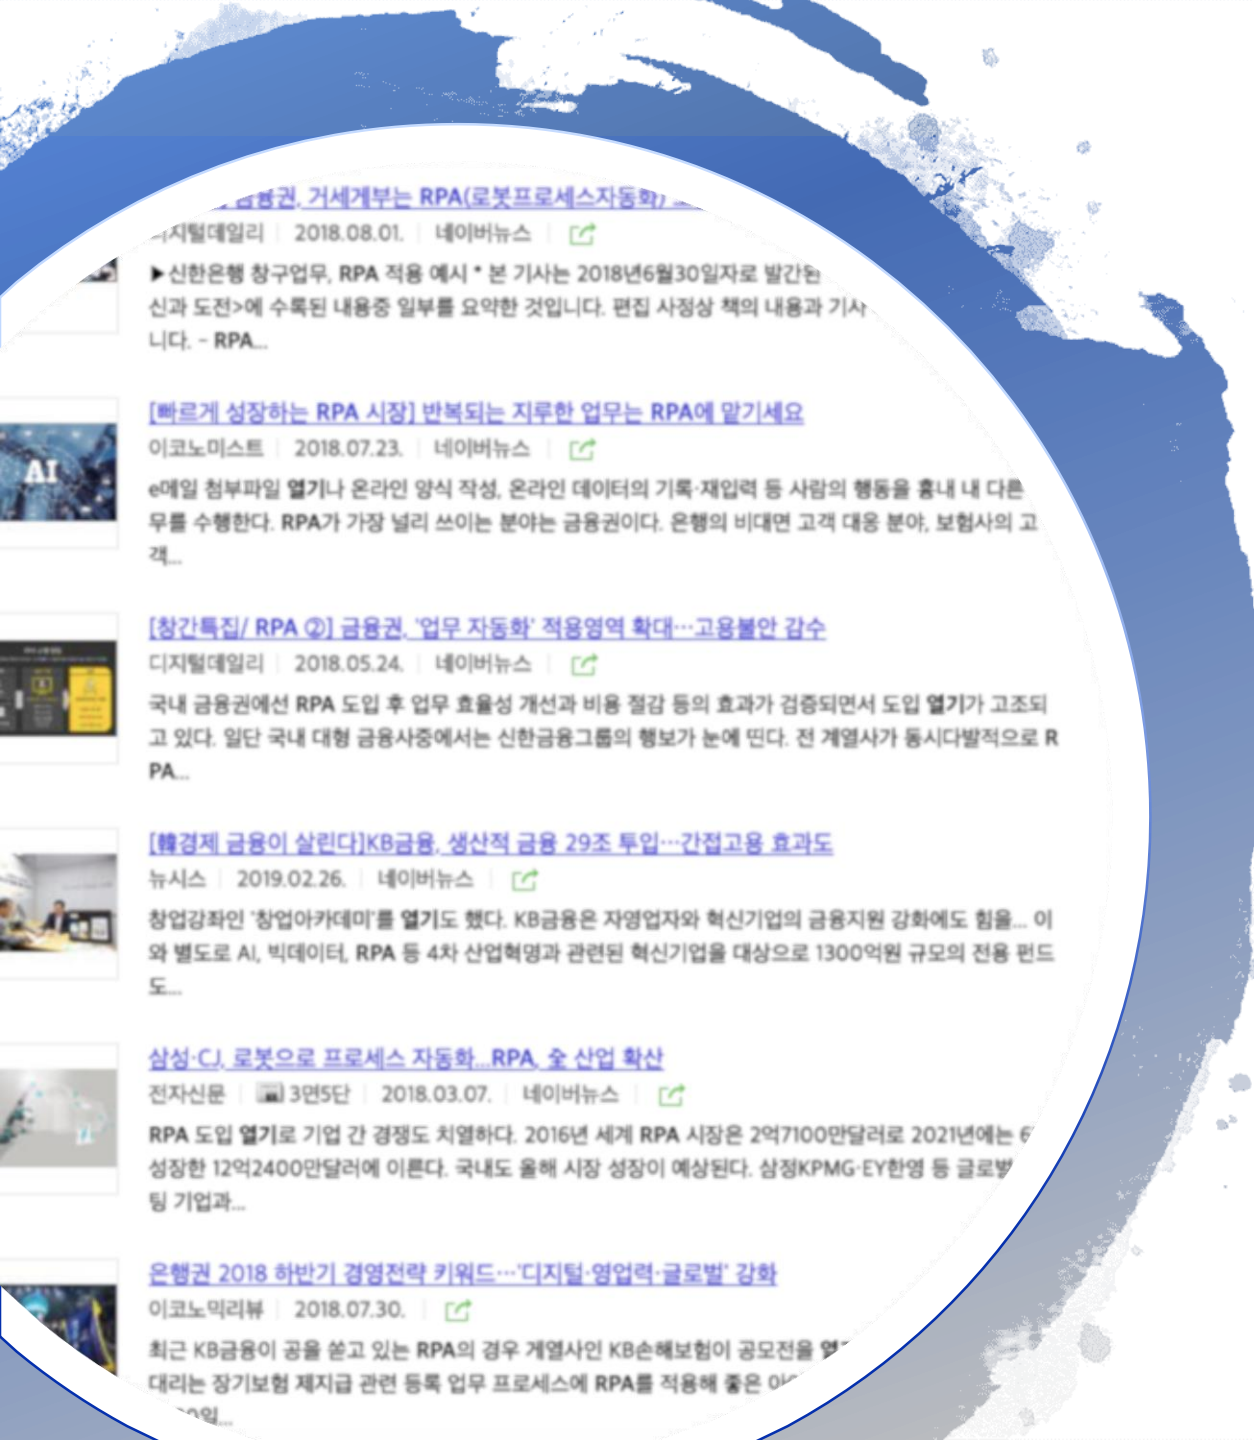 금융권, 거세게부는 RPA(로봇프로세스자동화)
디지털데일리 2018.08.01. 네이버뉴스
▶신한은행 창구업무, RPA 적용 예시 * 본 기사는 2018년6월30일자로 발간된
신과 도전>에 수록된 내용중 일부를 요약한 것입니다. 편집 사정상 책의 내용과 기사
니다. - RPA...
[빠르게 성장하는 RPA 시장] 반복되는 지루한 업무는 RPA에 맡기세요
이코노미스트 2018.07.23. 네이버뉴스
AI
e메일 첨부파일 열기나 온라인 양식 작성, 온라인 데이터의 기록·재입력 등 사람의 행동을 흉내 내 다른
무를 수행한다. RPA가 가장 널리 쓰이는 분야는 금융권이다. 은행의 비대면 고객 대응 분야, 보험사의 고
객...
[창간특집/ RPA ②] 금융권, '업무 자동화' 적용영역 확대…고용불안 감수
디지털데일리 2018.05.24. 네이버뉴스
국내 금융권에선 RPA 도입 후 업무 효율성 개선과 비용 절감 등의 효과가 검증되면서 도입 열기가 고조되
고 있다. 일단 국내 대형 금융사중에서는 신한금융그룹의 행보가 눈에 띈다. 전 계열사가 동시다발적으로 R
PA...
[韓경제 금융이 살린다]KB금융, 생산적 금융 29조 투입…간접고용 효과도
뉴시스 2019.02.26. 네이버뉴스
창업강좌인 '창업아카데미'를 열기도 했다. KB금융은 자영업자와 혁신기업의 금융지원 강화에도 힘을... 이
와 별도로 AI, 빅데이터, RPA 등 4차 산업혁명과 관련된 혁신기업을 대상으로 1300억원 규모의 전용 펀드
도...
삼성·CJ, 로봇으로 프로세스 자동화...RPA, 全 산업 확산
전자신문 3면5단 2018.03.07. 네이버뉴스
RPA 도입 열기로 기업 간 경쟁도 치열하다. 2016년 세계 RPA 시장은 2억7100만달러로 2021년에는
성장한 12억2400만달러에 이른다. 국내도 올해 시장 성장이 예상된다. 삼정KPMG·EY한영 등 글로벌
팅 기업과...
은행권 2018 하반기 경영전략 키워드…'디지털·영업력·글로벌' 강화
이코노믹리뷰 2018.07.30.
최근 KB금융이 공을 쏟고 있는 RPA의 경우 계열사인 KB손해보험이 공모전을
대리는 장기보험 제지급 관련 등록 업무 프로세스에 RPA를 적용해 좋은